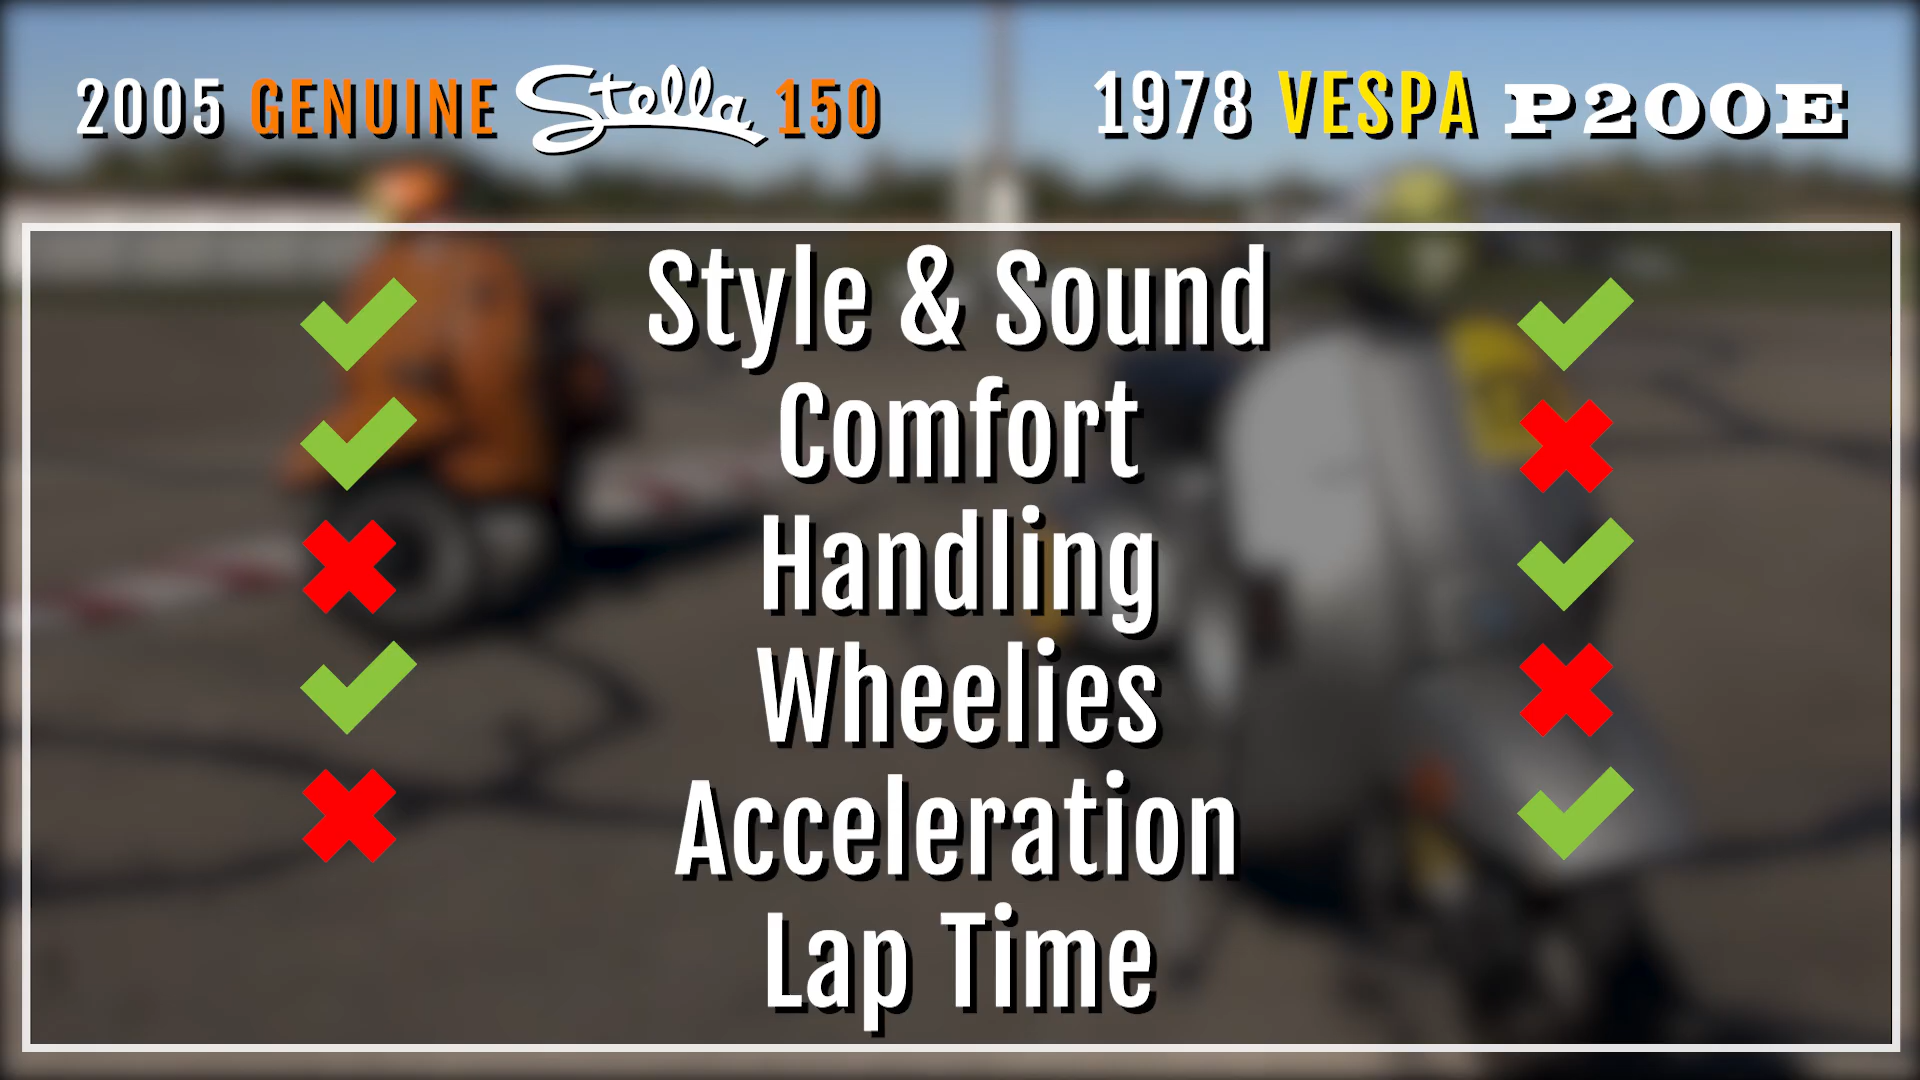 2005 GENUINE Stella 150
1978 VESPA P200E
Style & Sound
Comfort
Handling
Wheelies
Acceleration
Lap Time